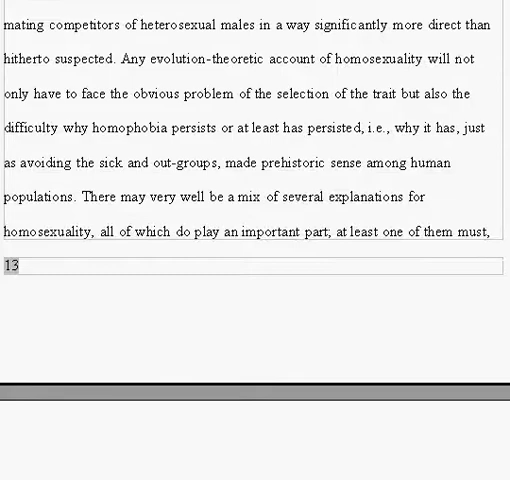 mating competitors of heterosexual males in a way significantly more direct than
hitherto suspected. Any evolution-theoretic account of homosexuality will not
only have to face the obvious problem of the selection of the trait but also the
difficulty why homophobia persists or at least has persisted, i.e., why it has, just
as avoiding the sick and out-groups, made prehistoric sense among human
populations. There may very well be a mix of several explanations for
homosexuality, all of which do play an important part; at least one of them must,
13